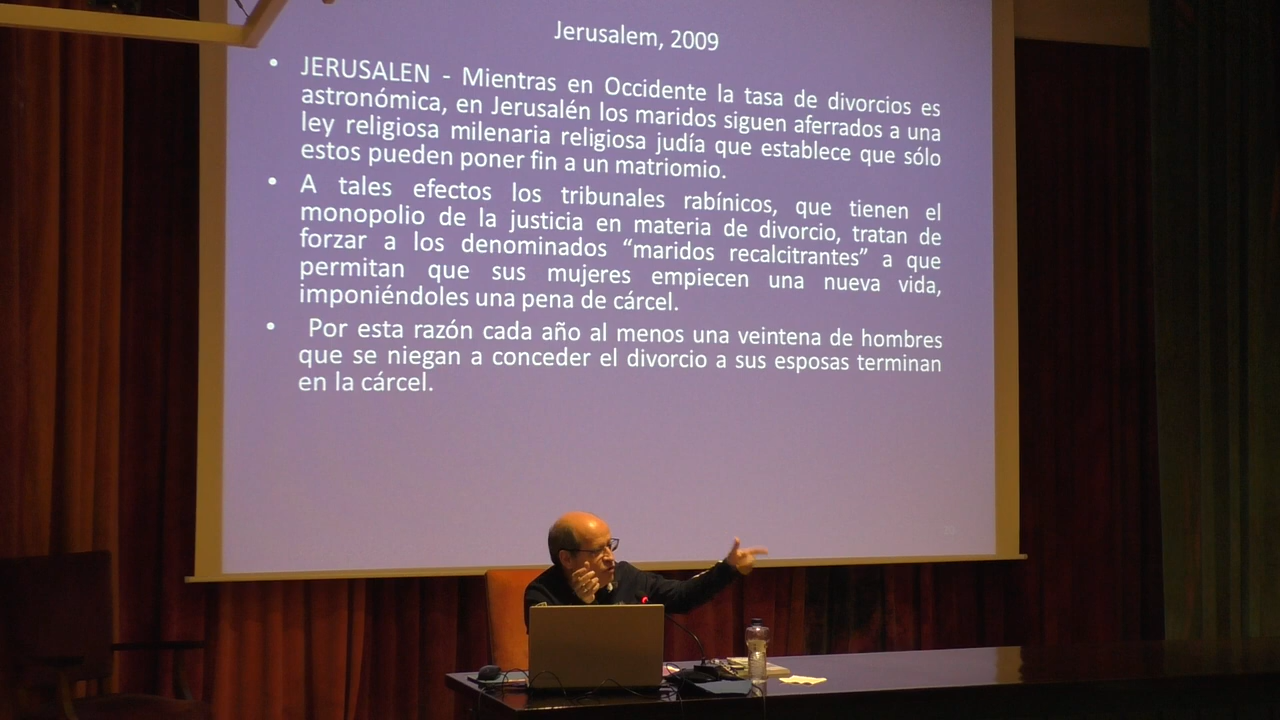 Jerusalem, 2009
• JERUSALEN - Mientras en Occidente la tasa de divorcios es
astronómica, en Jerusalén los maridos siguen aferrados a una
ley religiosa milenaria religiosa judía que establece que sólo
estos pueden poner fin a un matriomio.
• A tales efectos los tribunales rabínicos, que tienen el
monopolio de la justicia en materia de divorcio, tratan de
forzar a los denominados “maridos recalcitrantes” a que
permitan que sus mujeres empiecen una nueva vida,
imponiéndoles una pena de cárcel.
• Por esta razón cada año al menos una veintena de hombres
que se niegan a conceder el divorcio a sus esposas terminan
en la cárcel.